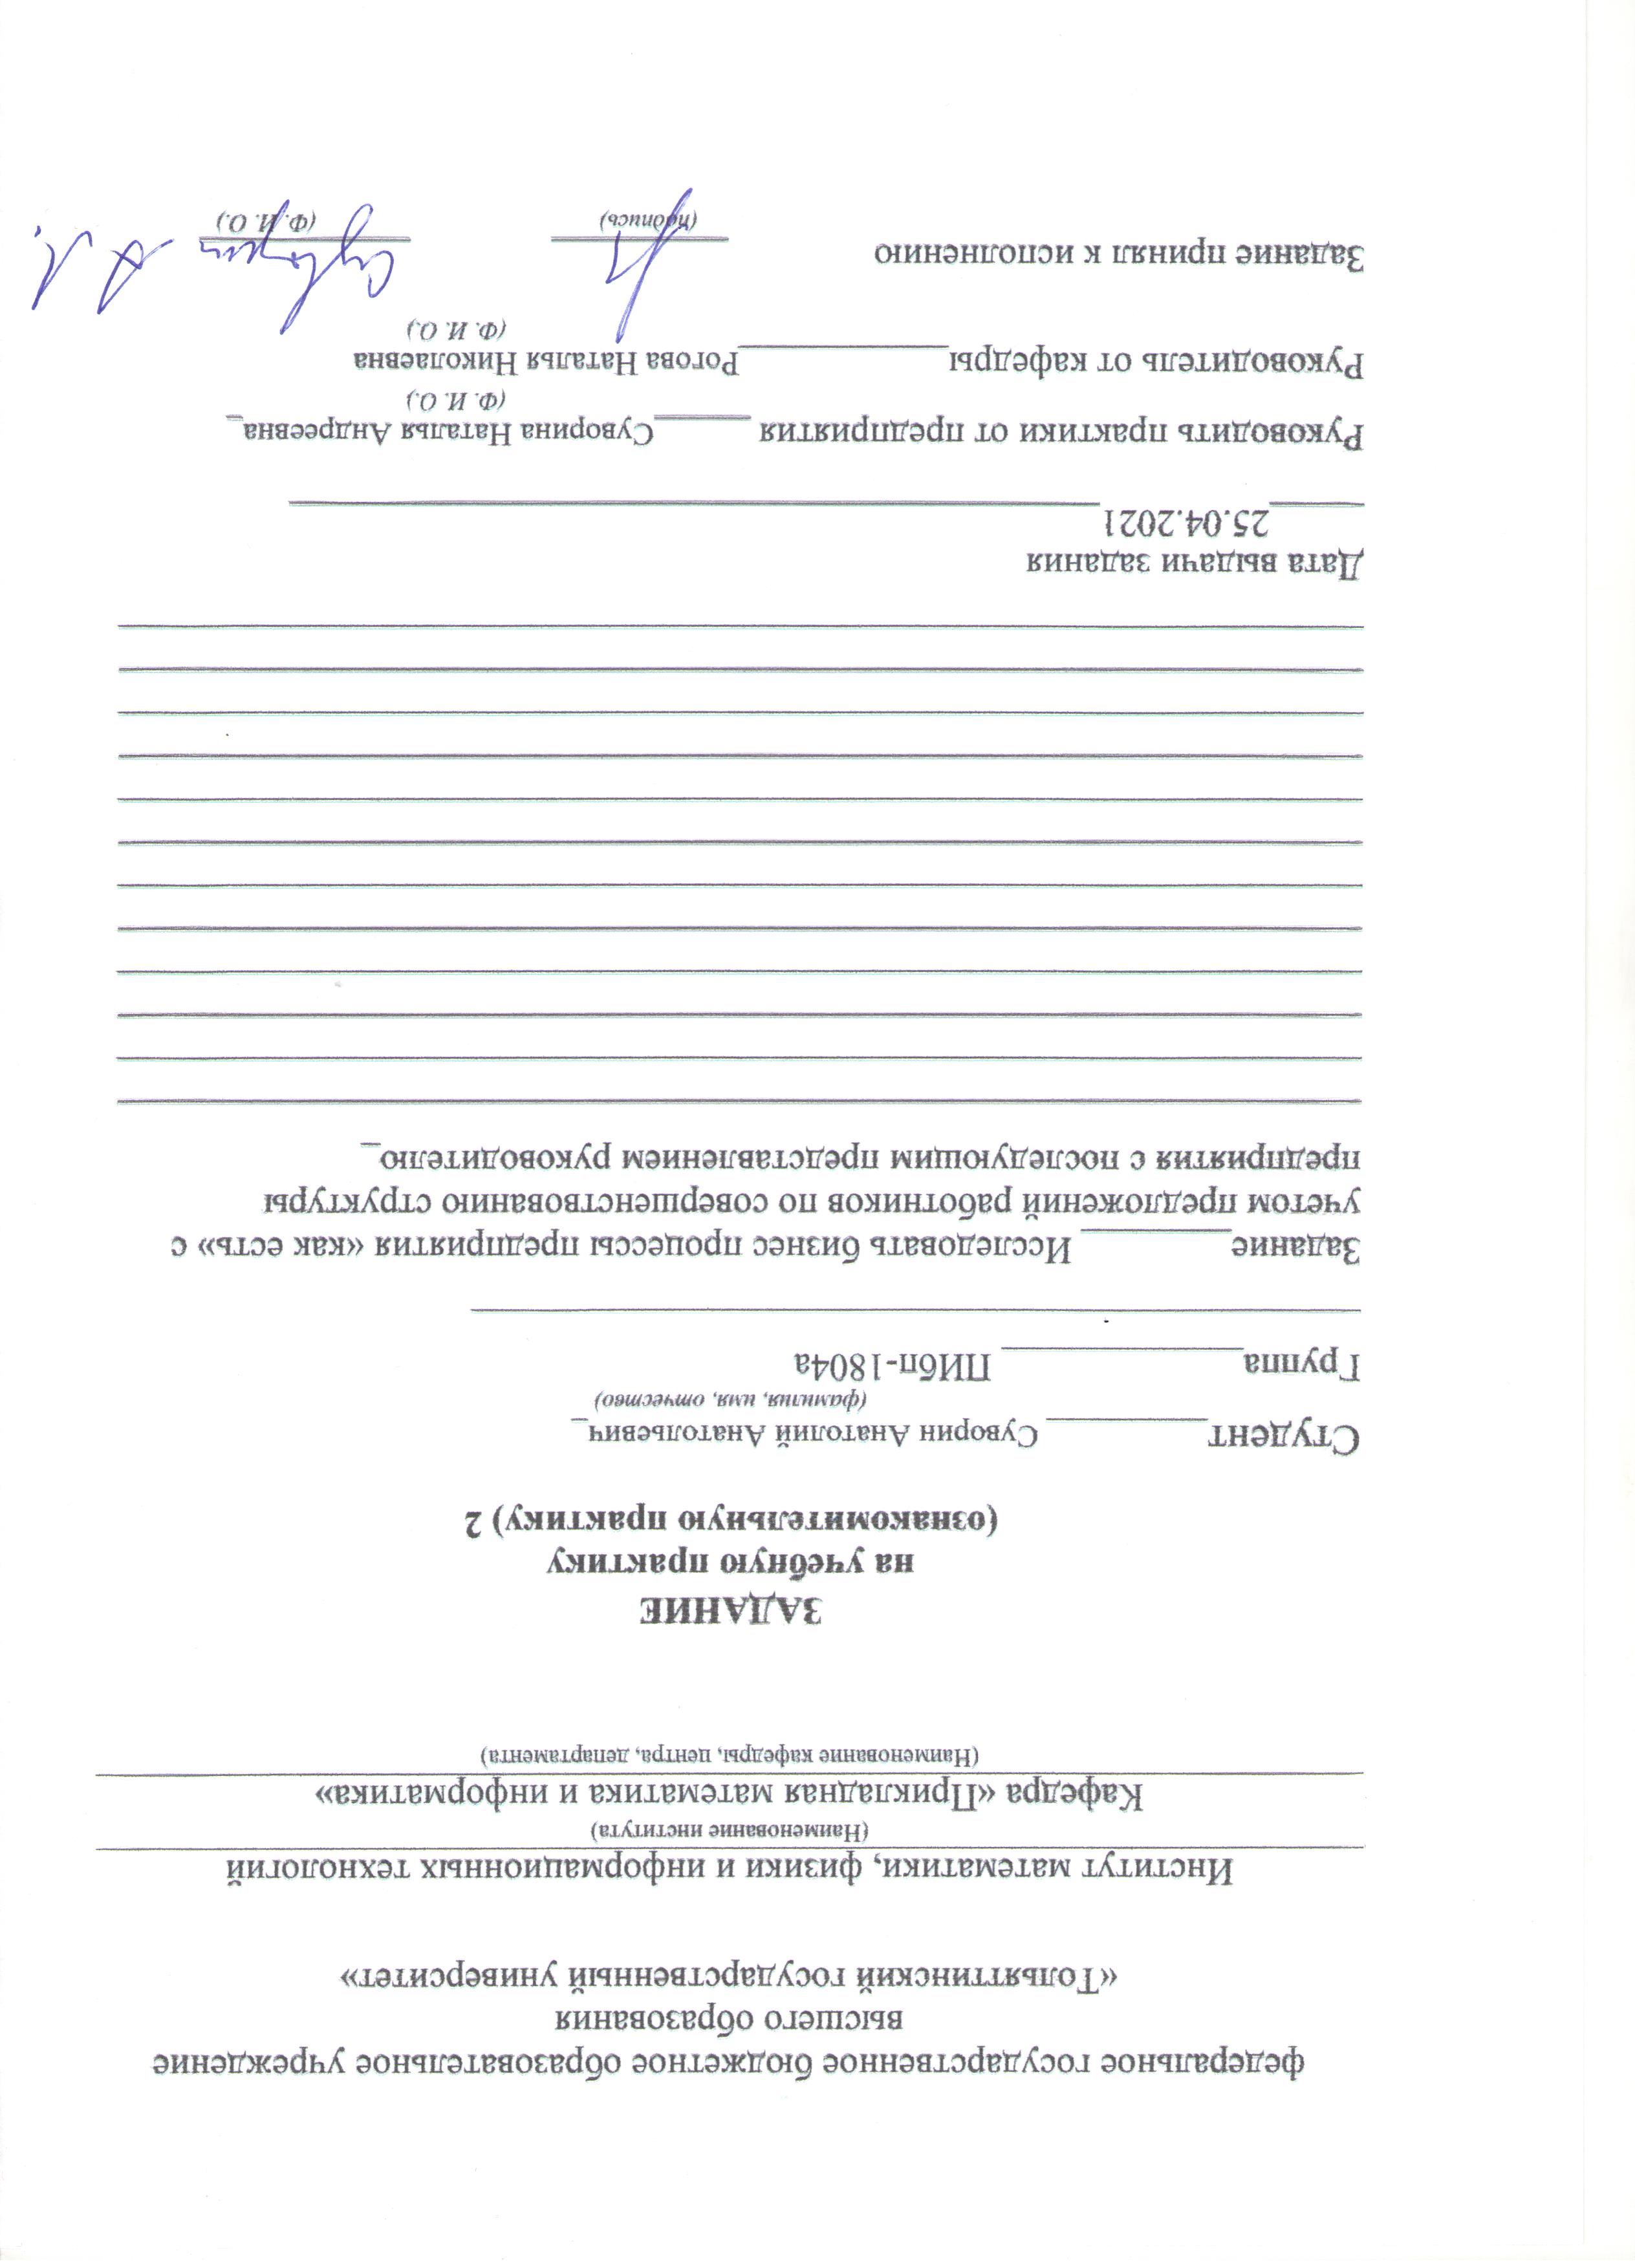 федеральное государственное бюджетное образовательное учреждение
высшего образования
«Тольяттинский государственный университет»
Институт математики, физики и информационных технологий
(Наименование института)
Кафедра «Прикладная математика и информатика»
(Наименование кафедры, центра, департамента)
ЗАДАНИЕ
на учебную практику
(ознакомительную практику) 2
Студент Суворин Анатолий Анатольевич
(фамилия, имя, отчество)
Группа ПИбп-1804а
Задание Исследовать бизнес процессы предприятия «как есть» с
учетом предложений работников по совершенствованию структуры
предприятия с последующим представлением руководителю
Дата выдачи задания
25.04.2021
Руководить практики от предприятия Суворина Наталья Андреевна
(Ф. И. О.)
Руководитель от кафедры Рогова Наталья Николаевна
(Ф. И. О.)
Задание принял к исполнению Суворин А. А.
(подпись) (Ф. И. О.)